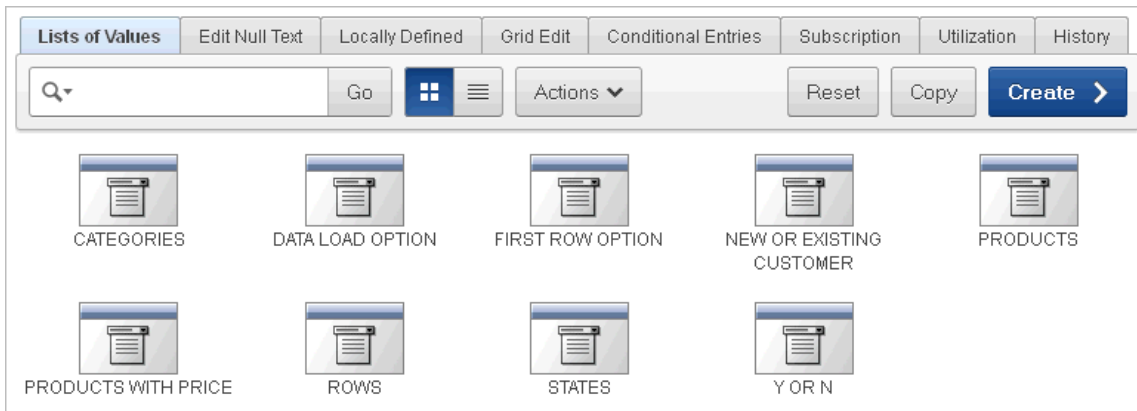 Lists of Values Edit Null Text Locally Defined Grid Edit Conditional Entries Subscription Utilization History
Go Actions Reset Copy Create
CATEGORIES DATA LOAD OPTION FIRST ROW OPTION NEW OR EXISTING PRODUCTS
CUSTOMER
PRODUCTS WITH PRICE ROWS STATES Y OR N